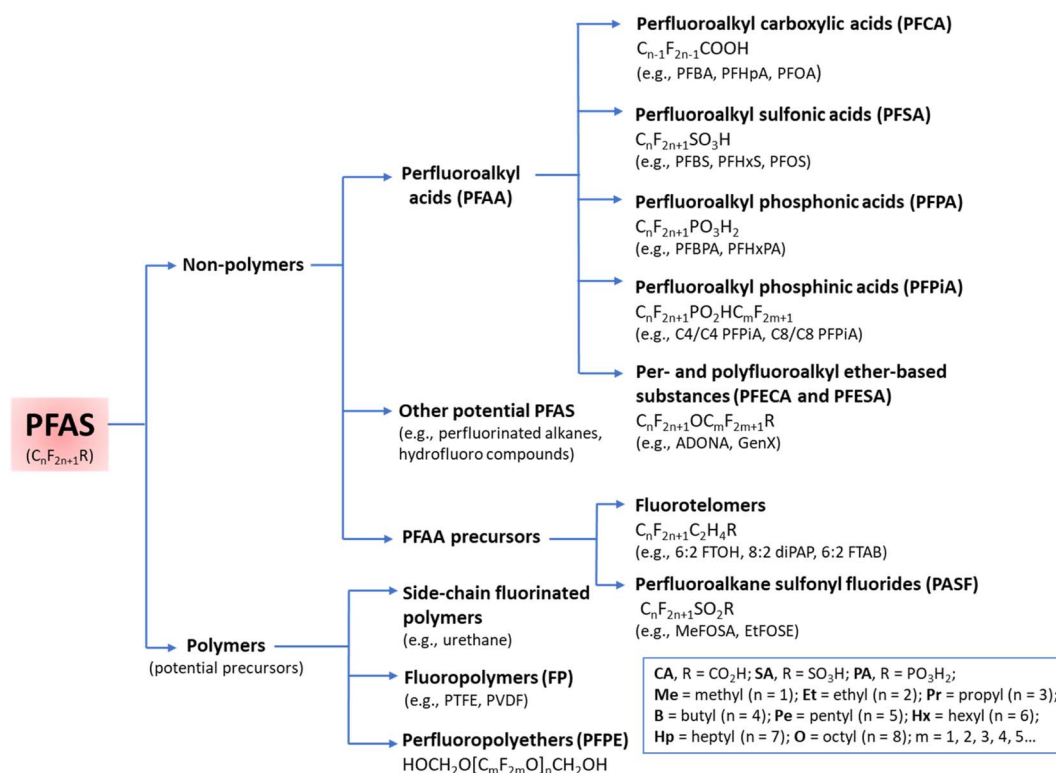 PFAS
(CnF2n+1R)
Non-polymers
Perfluoroalkyl
acids (PFAA)
Perfluoroalkyl carboxylic acids (PFCA)
Cn-1F2n-1COOH
(e.g., PFBA, PFHpA, PFOA)
Perfluoroalkyl sulfonic acids (PFSA)
CnF2n+1SO3H
(e.g., PFBS, PFHxS, PFOS)
Perfluoroalkyl phosphonic acids (PFPA)
CnF2n+1PO3H2
(e.g., PFBPA, PFHxPA)
Perfluoroalkyl phosphinic acids (PFPiA)
CnF2n+1PO2HCmF2m+1
(e.g., C4/C4 PFPiA, C8/C8 PFPiA)
Per- and polyfluoroalkyl ether-based
substances (PFECA and PFESA)
CnF2n+1OCmF2m+1R
(e.g., ADONA, GenX)
Other potential PFAS
(e.g., perfluorinated alkanes,
hydrofluoro compounds)
PFAA precursors
Fluorotelomers
CnF2n+1C2H4R
(e.g., 6:2 FTOH, 8:2 diPAP, 6:2 FTAB)
Perfluoroalkane sulfonyl fluorides (PASF)
CnF2n+1SO2R
(e.g., MeFOSA, EtFOSE)
Polymers
(potential precursors)
Side-chain fluorinated
polymers
(e.g., urethane)
Fluoropolymers (FP)
(e.g., PTFE, PVDF)
Perfluropolyethers (PFPE)
HOCH2O[CmF2mO]nCH2OH
CA, R = CO2H; SA, R = SO3H; PA, R = PO3H2;
Me = methyl (n = 1); Et = ethyl (n = 2); Pr = propyl (n = 3);
B = butyl (n = 4); Pe = pentyl (n = 5); Hx = hexyl (n = 6);
Hp = heptyl (n = 7); O = octyl (n = 8); m = 1, 2, 3, 4, 5...